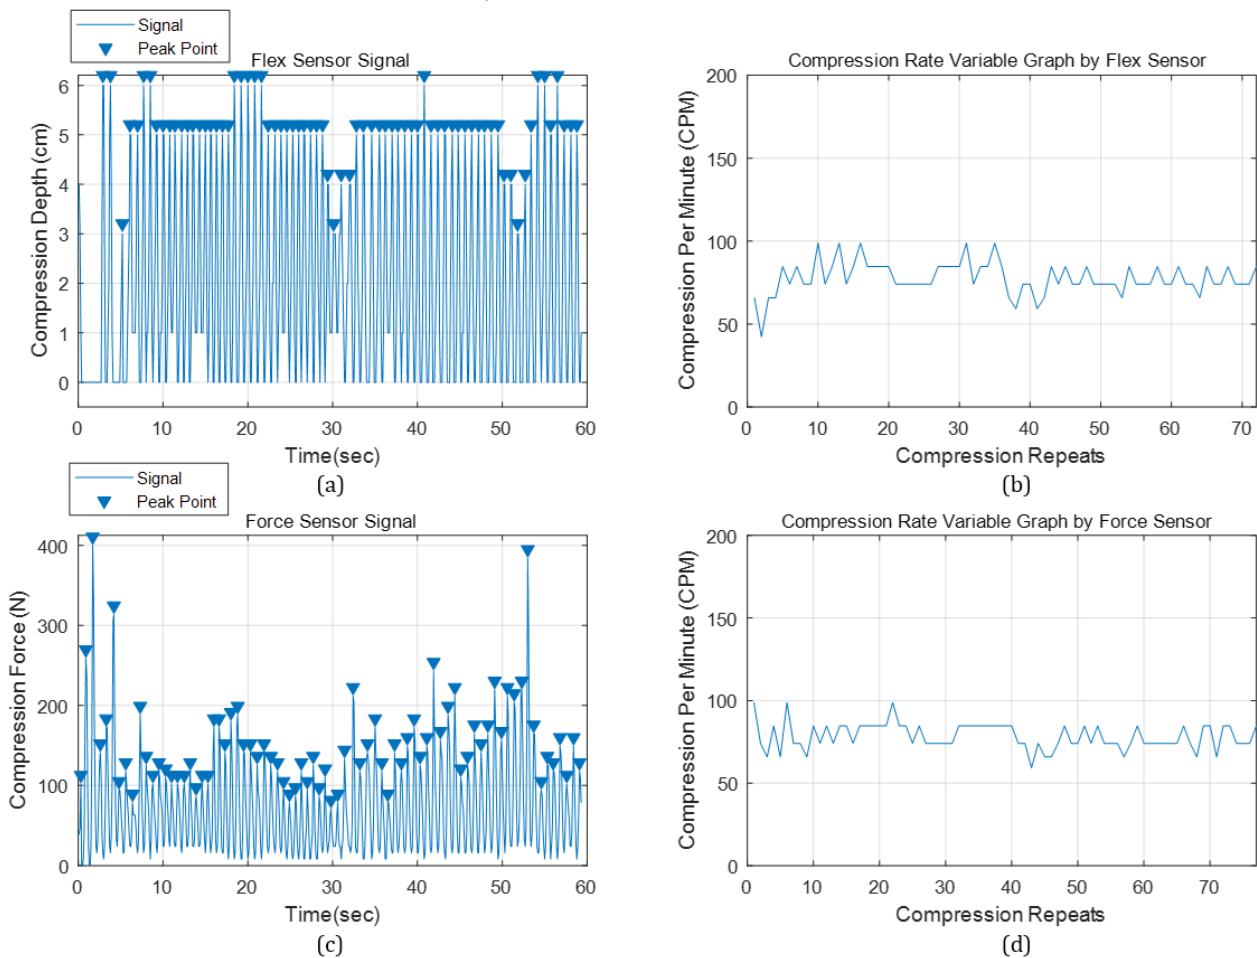 Signal
Peak Point
Flex Sensor Signal
Compression Depth (cm)
6
5
4
3
2
1
0
0 10 20 30 40 50 60
Time(sec)
(a)
Compression Rate Variable Graph by Flex Sensor
Compression Per Minute (CPM)
200
150
100
50
0
0 10 20 30 40 50 60 70
Compression Repeats
(b)
Signal
Peak Point
Force Sensor Signal
Compression Force (N)
400
300
200
100
0
0 10 20 30 40 50 60
Time(sec)
(c)
Compression Rate Variable Graph by Force Sensor
Compression Per Minute (CPM)
200
150
100
50
0
0 10 20 30 40 50 60 70
Compression Repeats
(d)